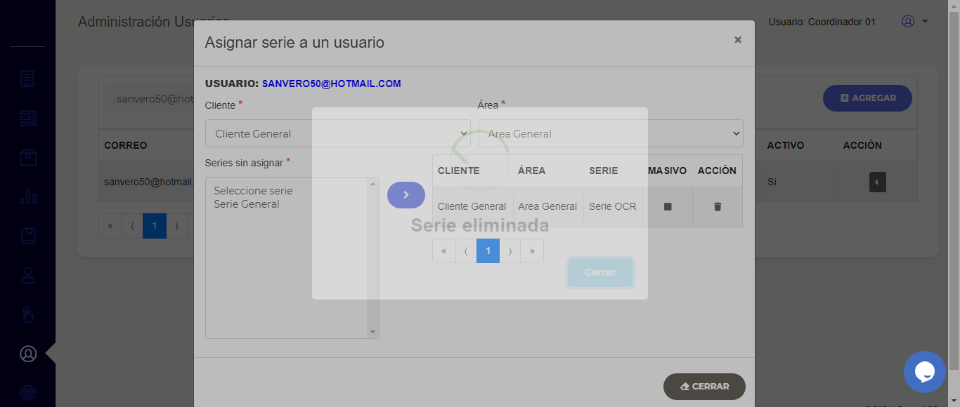 Administración Usuarios
Usuario: Coordinador 01
Asignar serie a un usuario
×
USUARIO: SANVERO50@HOTMAIL.COM
Cliente *
Área *
Cliente General
Area General
sanvero50@hot
AGREGAR
Series sin asignar *
Seleccione serie
Serie General
CLIENTE ÁREA SERIE MASIVO ACCIÓN
Cliente General Area General Serie OCR
Serie eliminada
« ⟨ 1 ⟩ »
Cerrar
CORREO
ACTIVO
ACCIÓN
sanvero50@hotmail.
Sí
« ⟨ 1 ⟩
CERRAR